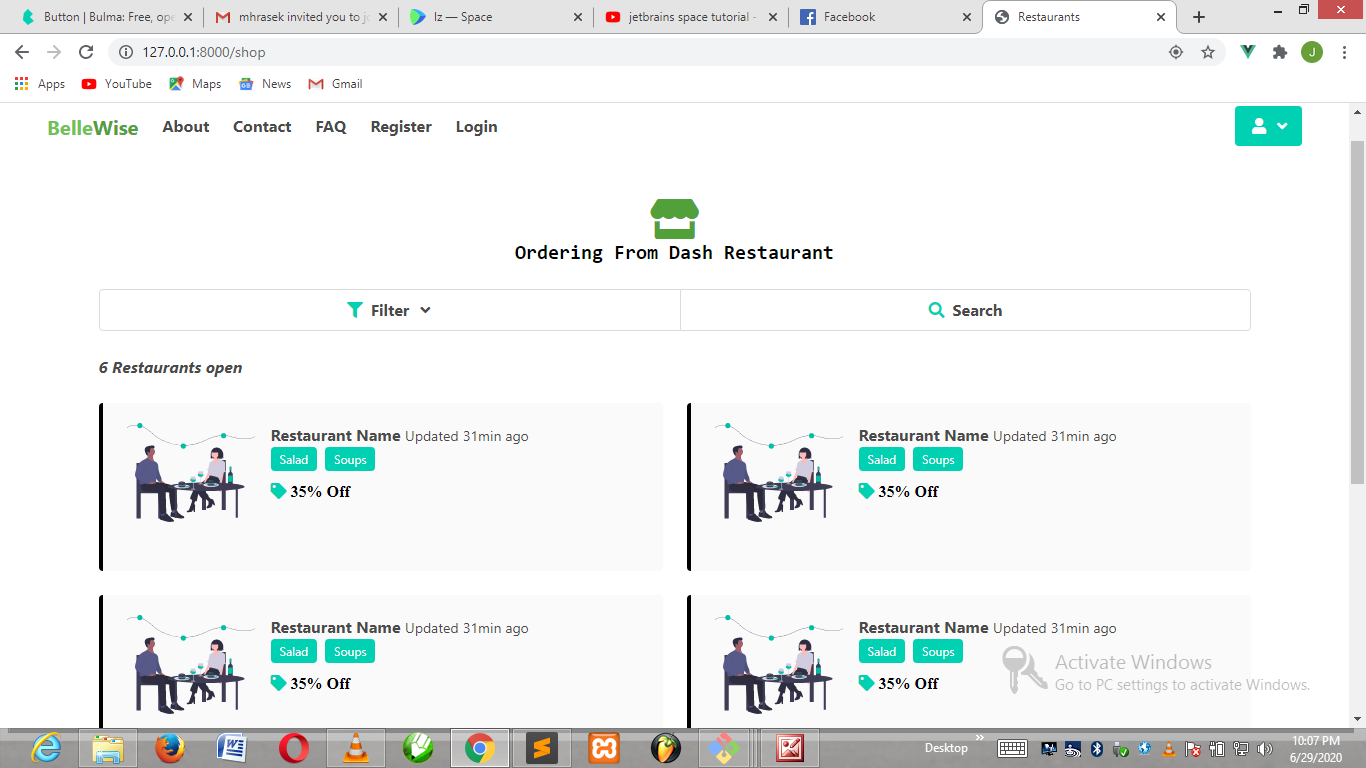 Button | Bulma: Free, ope
mhrasek invited you to jo
Iz — Space
jetbrains space tutorial -
Facebook
Restaurants
127.0.0.1:8000/shop
J
Apps
YouTube
Maps
News
Gmail
BelleWise
About
Contact
FAQ
Register
Login
Ordering From Dash Restaurant
Filter
Search
6 Restaurants open
Restaurant Name Updated 31min ago
Salad Soups
35% Off
Restaurant Name Updated 31min ago
Salad Soups
35% Off
Restaurant Name Updated 31min ago
Salad Soups
35% Off
Restaurant Name Updated 31min ago
Salad Soups
35% Off
Activate Windows
Go to PC settings to activate Windows.
Desktop
10:07 PM
6/29/2020